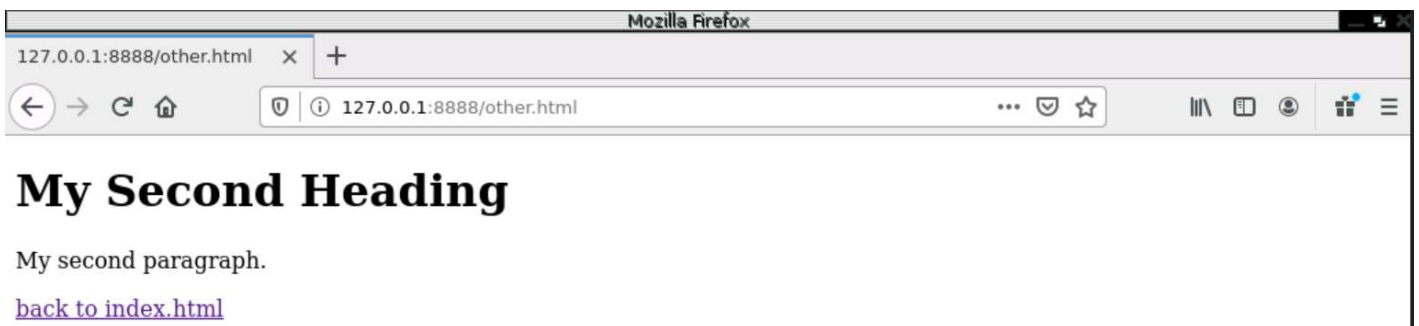 Mozilla Firefox
127.0.0.1:8888/other.html
127.0.0.1:8888/other.html
My Second Heading
My second paragraph.
back to index.html